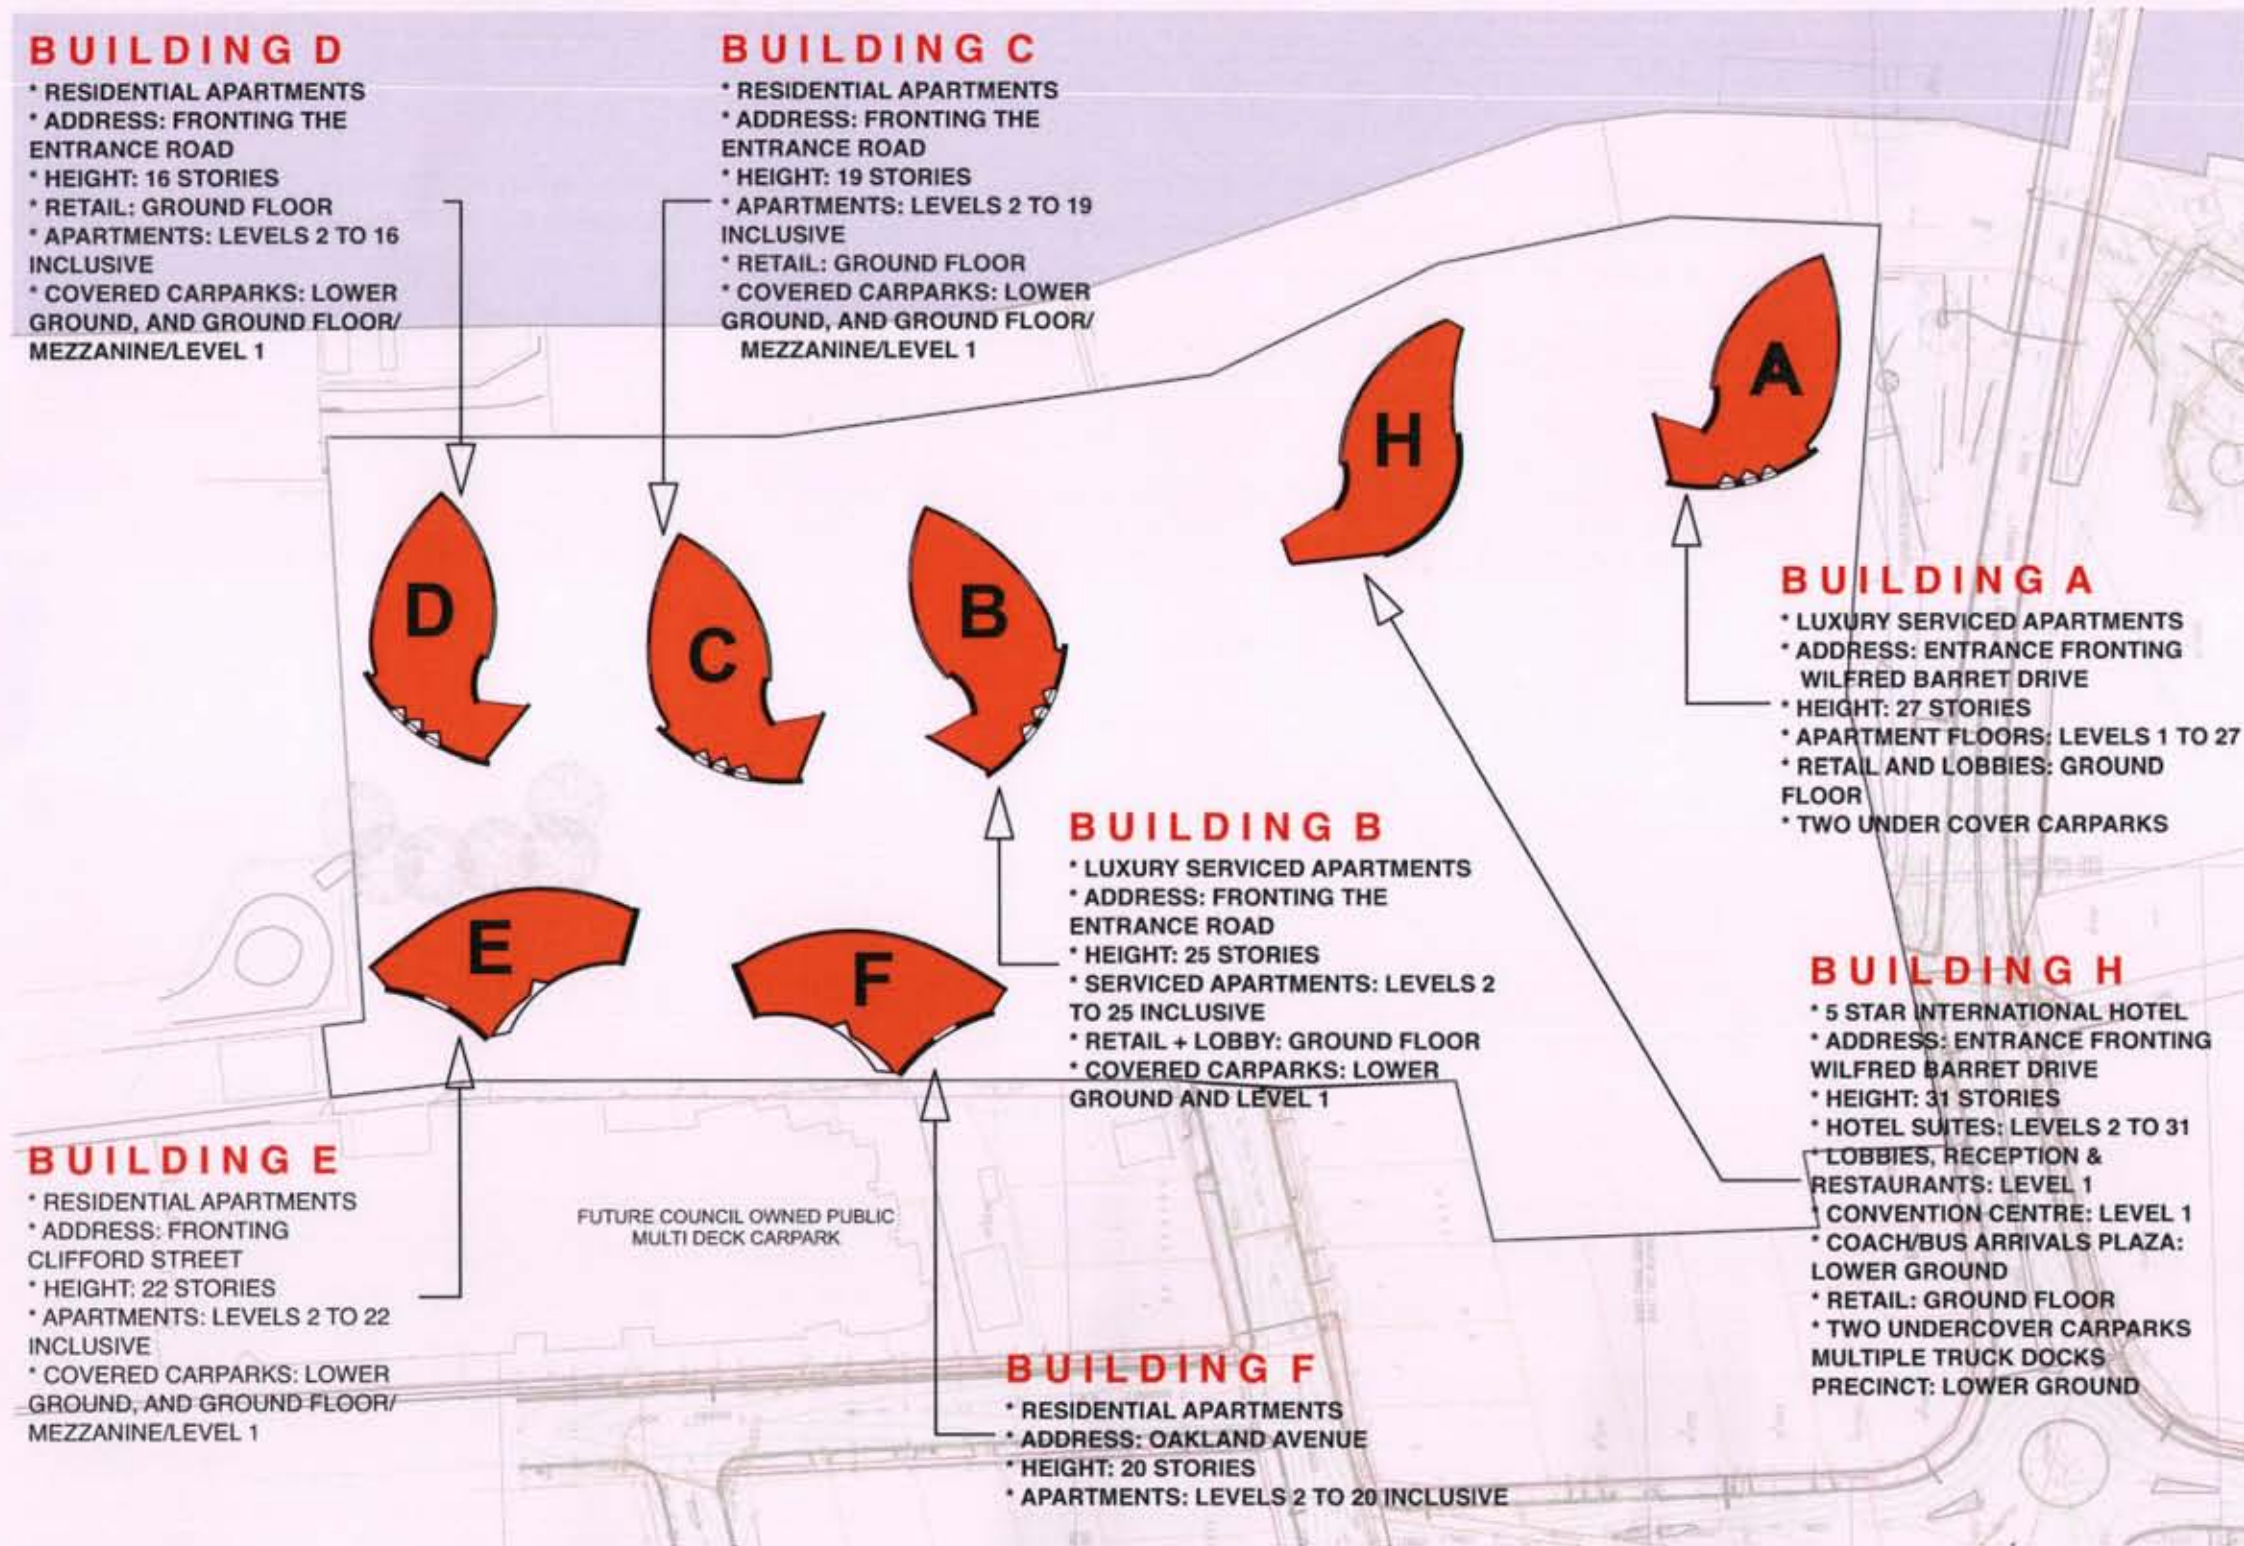 BUILDING D
* RESIDENTIAL APARTMENTS
* ADDRESS: FRONTING THE
ENTRANCE ROAD
* HEIGHT: 16 STORIES
* RETAIL: GROUND FLOOR
* APARTMENTS: LEVELS 2 TO 16
INCLUSIVE
* COVERED CARPARKS: LOWER
GROUND, AND GROUND FLOOR/
MEZZANINE/LEVEL 1
BUILDING C
* RESIDENTIAL APARTMENTS
* ADDRESS: FRONTING THE
ENTRANCE ROAD
* HEIGHT: 19 STORIES
* APARTMENTS: LEVELS 2 TO 19
INCLUSIVE
* RETAIL: GROUND FLOOR
* COVERED CARPARKS: LOWER
GROUND, AND GROUND FLOOR/
MEZZANINE/LEVEL 1
A
H
D
C
B
E
F
BUILDING A
* LUXURY SERVICED APARTMENTS
* ADDRESS: ENTRANCE FRONTING
WILFRED BARRET DRIVE
* HEIGHT: 27 STORIES
* APARTMENT FLOORS: LEVELS 1 TO 27
* RETAIL AND LOBBIES: GROUND
FLOOR
* TWO UNDER COVER CARPARKS
BUILDING B
* LUXURY SERVICED APARTMENTS
* ADDRESS: FRONTING THE
ENTRANCE ROAD
* HEIGHT: 25 STORIES
* SERVICED APARTMENTS: LEVELS 2
TO 25 INCLUSIVE
* RETAIL + LOBBY: GROUND FLOOR
* COVERED CARPARKS: LOWER
GROUND AND LEVEL 1
BUILDING H
* 5 STAR INTERNATIONAL HOTEL
* ADDRESS: ENTRANCE FRONTING
WILFRED BARRET DRIVE
* HEIGHT: 31 STORIES
* HOTEL SUITES: LEVELS 2 TO 31
* LOBBIES, RECEPTION &
RESTAURANTS: LEVEL 1
* CONVENTION CENTRE: LEVEL 1
* COACH/BUS ARRIVALS PLAZA:
LOWER GROUND
* RETAIL: GROUND FLOOR
* TWO UNDERCOVER CARPARKS
MULTIPLE TRUCK DOCKS
PRECINCT: LOWER GROUND
BUILDING E
* RESIDENTIAL APARTMENTS
* ADDRESS: FRONTING
CLIFFORD STREET
* HEIGHT: 22 STORIES
* APARTMENTS: LEVELS 2 TO 22
INCLUSIVE
* COVERED CARPARKS: LOWER
GROUND, AND GROUND FLOOR/
MEZZANINE/LEVEL 1
FUTURE COUNCIL OWNED PUBLIC
MULTI DECK CARPARK
BUILDING F
* RESIDENTIAL APARTMENTS
* ADDRESS: OAKLAND AVENUE
* HEIGHT: 20 STORIES
* APARTMENTS: LEVELS 2 TO 20 INCLUSIVE